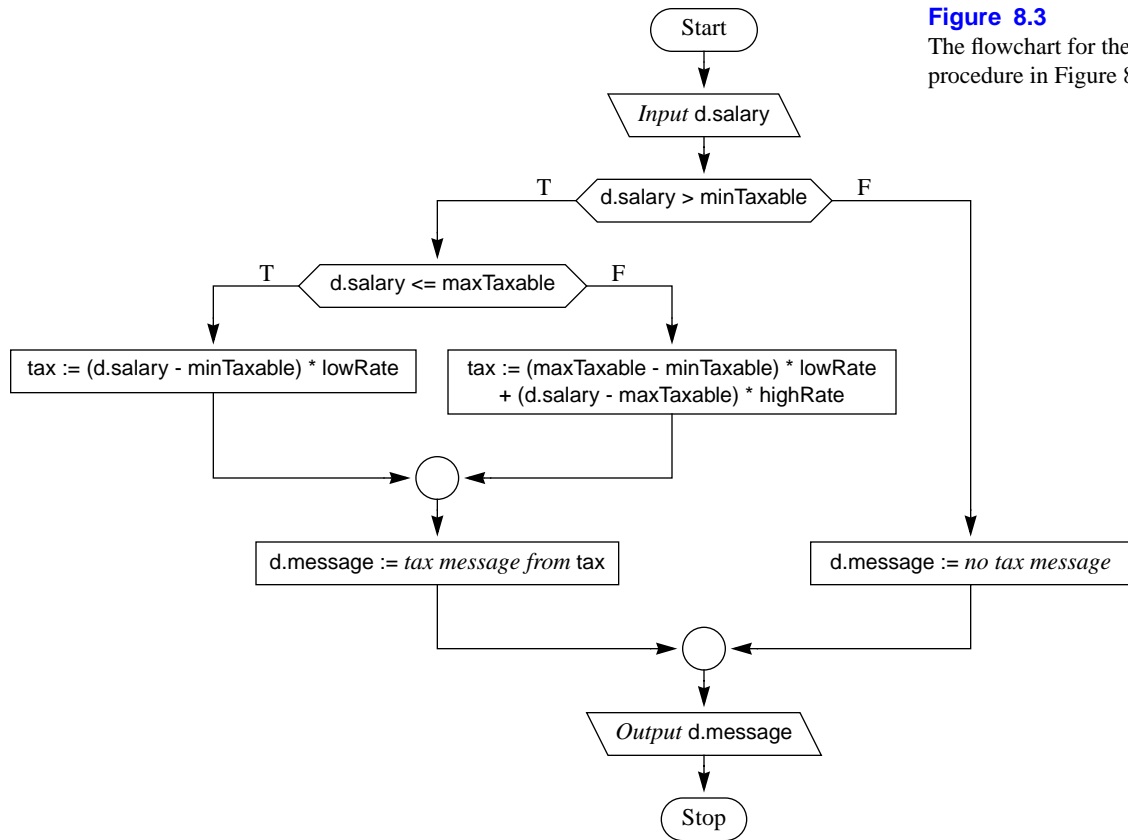 Figure 8.3
The flowchart for the
procedure in Figure 8
Start
Input d.salary
T
d.salary > minTaxable
F
T
d.salary <= maxTaxable
F
tax := (d.salary - minTaxable) * lowRate
tax := (maxTaxable - minTaxable) * lowRate
+ (d.salary - maxTaxable) * highRate
d.message := tax message from tax
d.message := no tax message
Output d.message
Stop